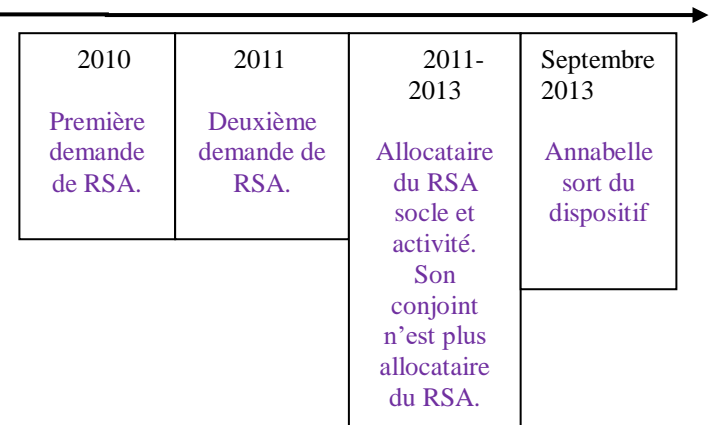 2010
Première
demande
de RSA.
2011
Deuxième
demande de
RSA.
2011-
2013
Allocataire
du RSA
socle et
activité.
Son
conjoint
n’est plus
allocataire
du RSA.
Septembre
2013
Annabelle
sort du
dispositif